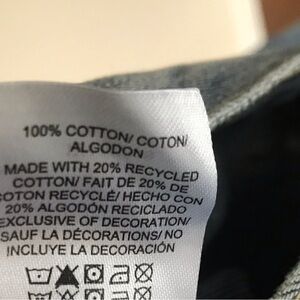 100% COTTON/ COTON/
ALGODON
MADE WITH 20% RECYCLED
COTTON/ FAIT DE 20% DE
COTON RECYCLÉ/ HECHO CON
20% ALGODÓN RECICLADO
EXCLUSIVE OF DECORATION/
SAUF LA DÉCORATIONS/ NO
INCLUYE LA DECORACIÓN